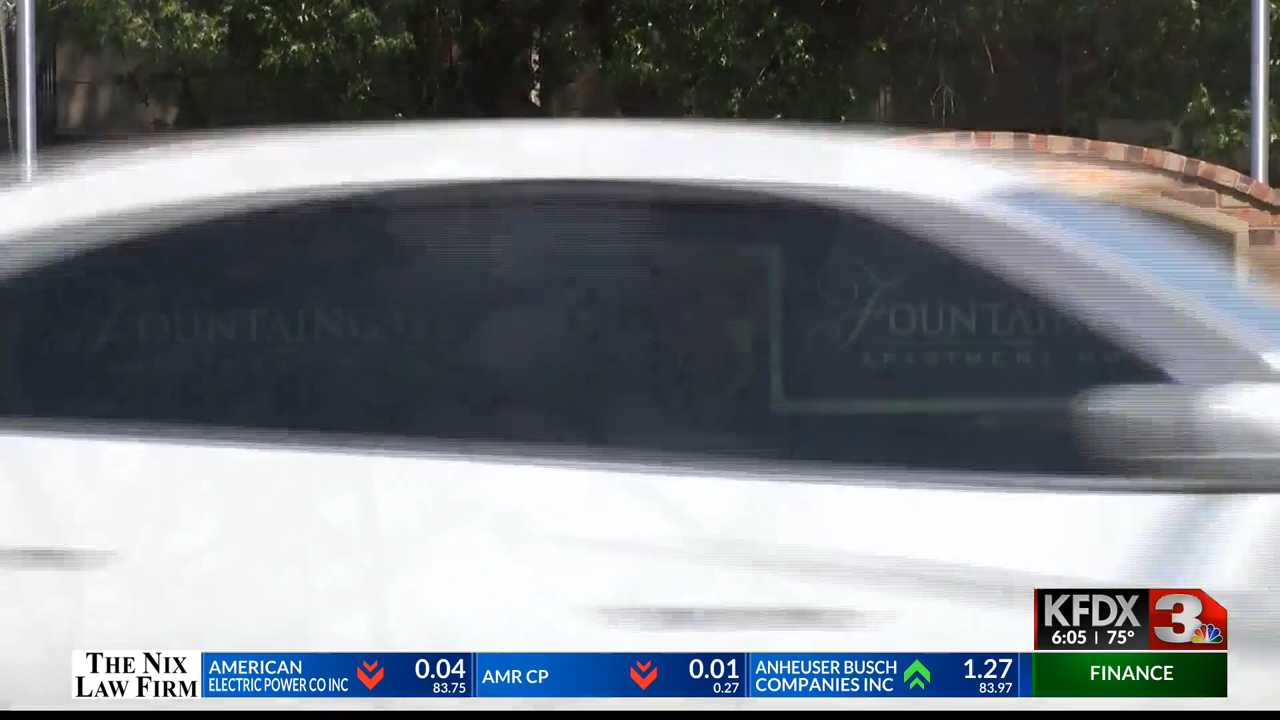 FOUNTAIN
APARTMENT
KFDX 3
6:05 | 75°
THE NIX
LAW FIRM
AMERICAN
ELECTRIC POWER CO INC
0.04
83.75
AMR CP
0.01
0.27
ANHEUSER BUSCH
COMPANIES INC
1.27
83.97
FINANCE